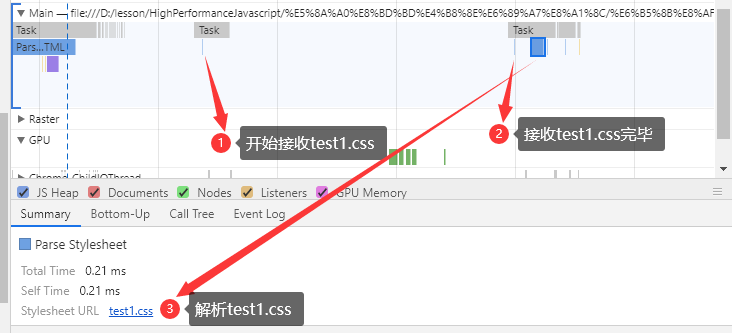 Main — file:///D:/lesson/HighPerformanceJavascript/%E5%8A%A0%E8%BD%BD%E4%B8%8E%E6%89%A7%E8%A1%8C/%E6%B5%8B%E8%AF
Task
Task
Task
Pars...TML
Raster
GPU
1
开始接收test1.css
2
接收test1.css完毕
Chrome_ChildIOThread
JS Heap
Documents
Nodes
Listeners
GPU Memory
Summary
Bottom-Up
Call Tree
Event Log
Parse Stylesheet
Total Time 0.21 ms
Self Time 0.21 ms
Stylesheet URL test1.css
3
解析test1.css